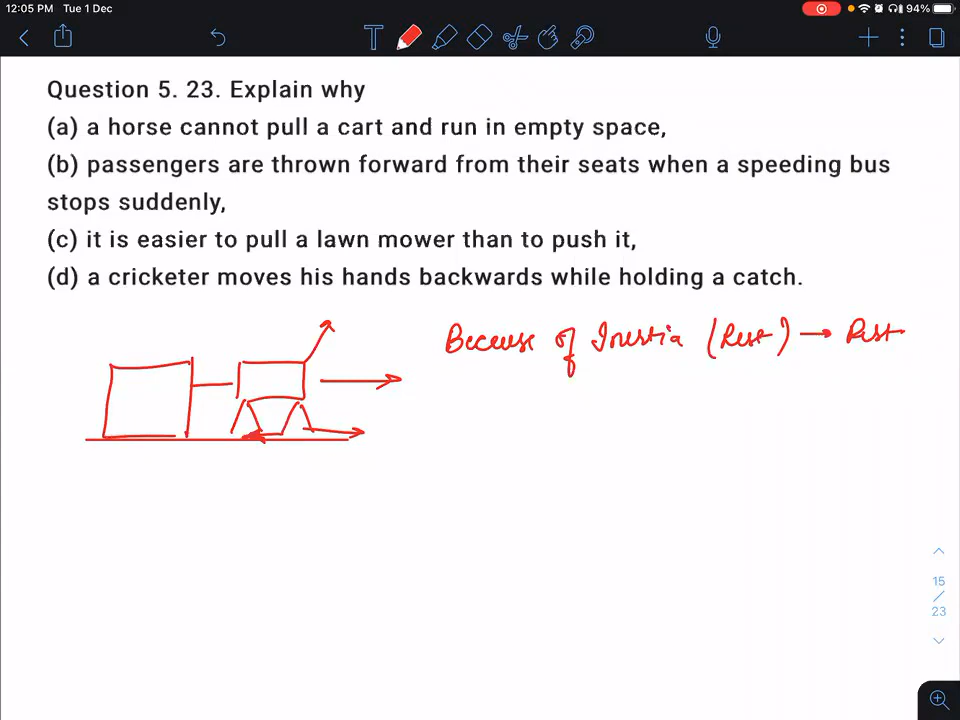 12:05 PM Tue 1 Dec
94%
Question 5. 23. Explain why
(a) a horse cannot pull a cart and run in empty space,
(b) passengers are thrown forward from their seats when a speeding bus
stops suddenly,
(c) it is easier to pull a lawn mower than to push it,
(d) a cricketer moves his hands backwards while holding a catch.
Because of Inertia (Rest) → Rest
15
/
23